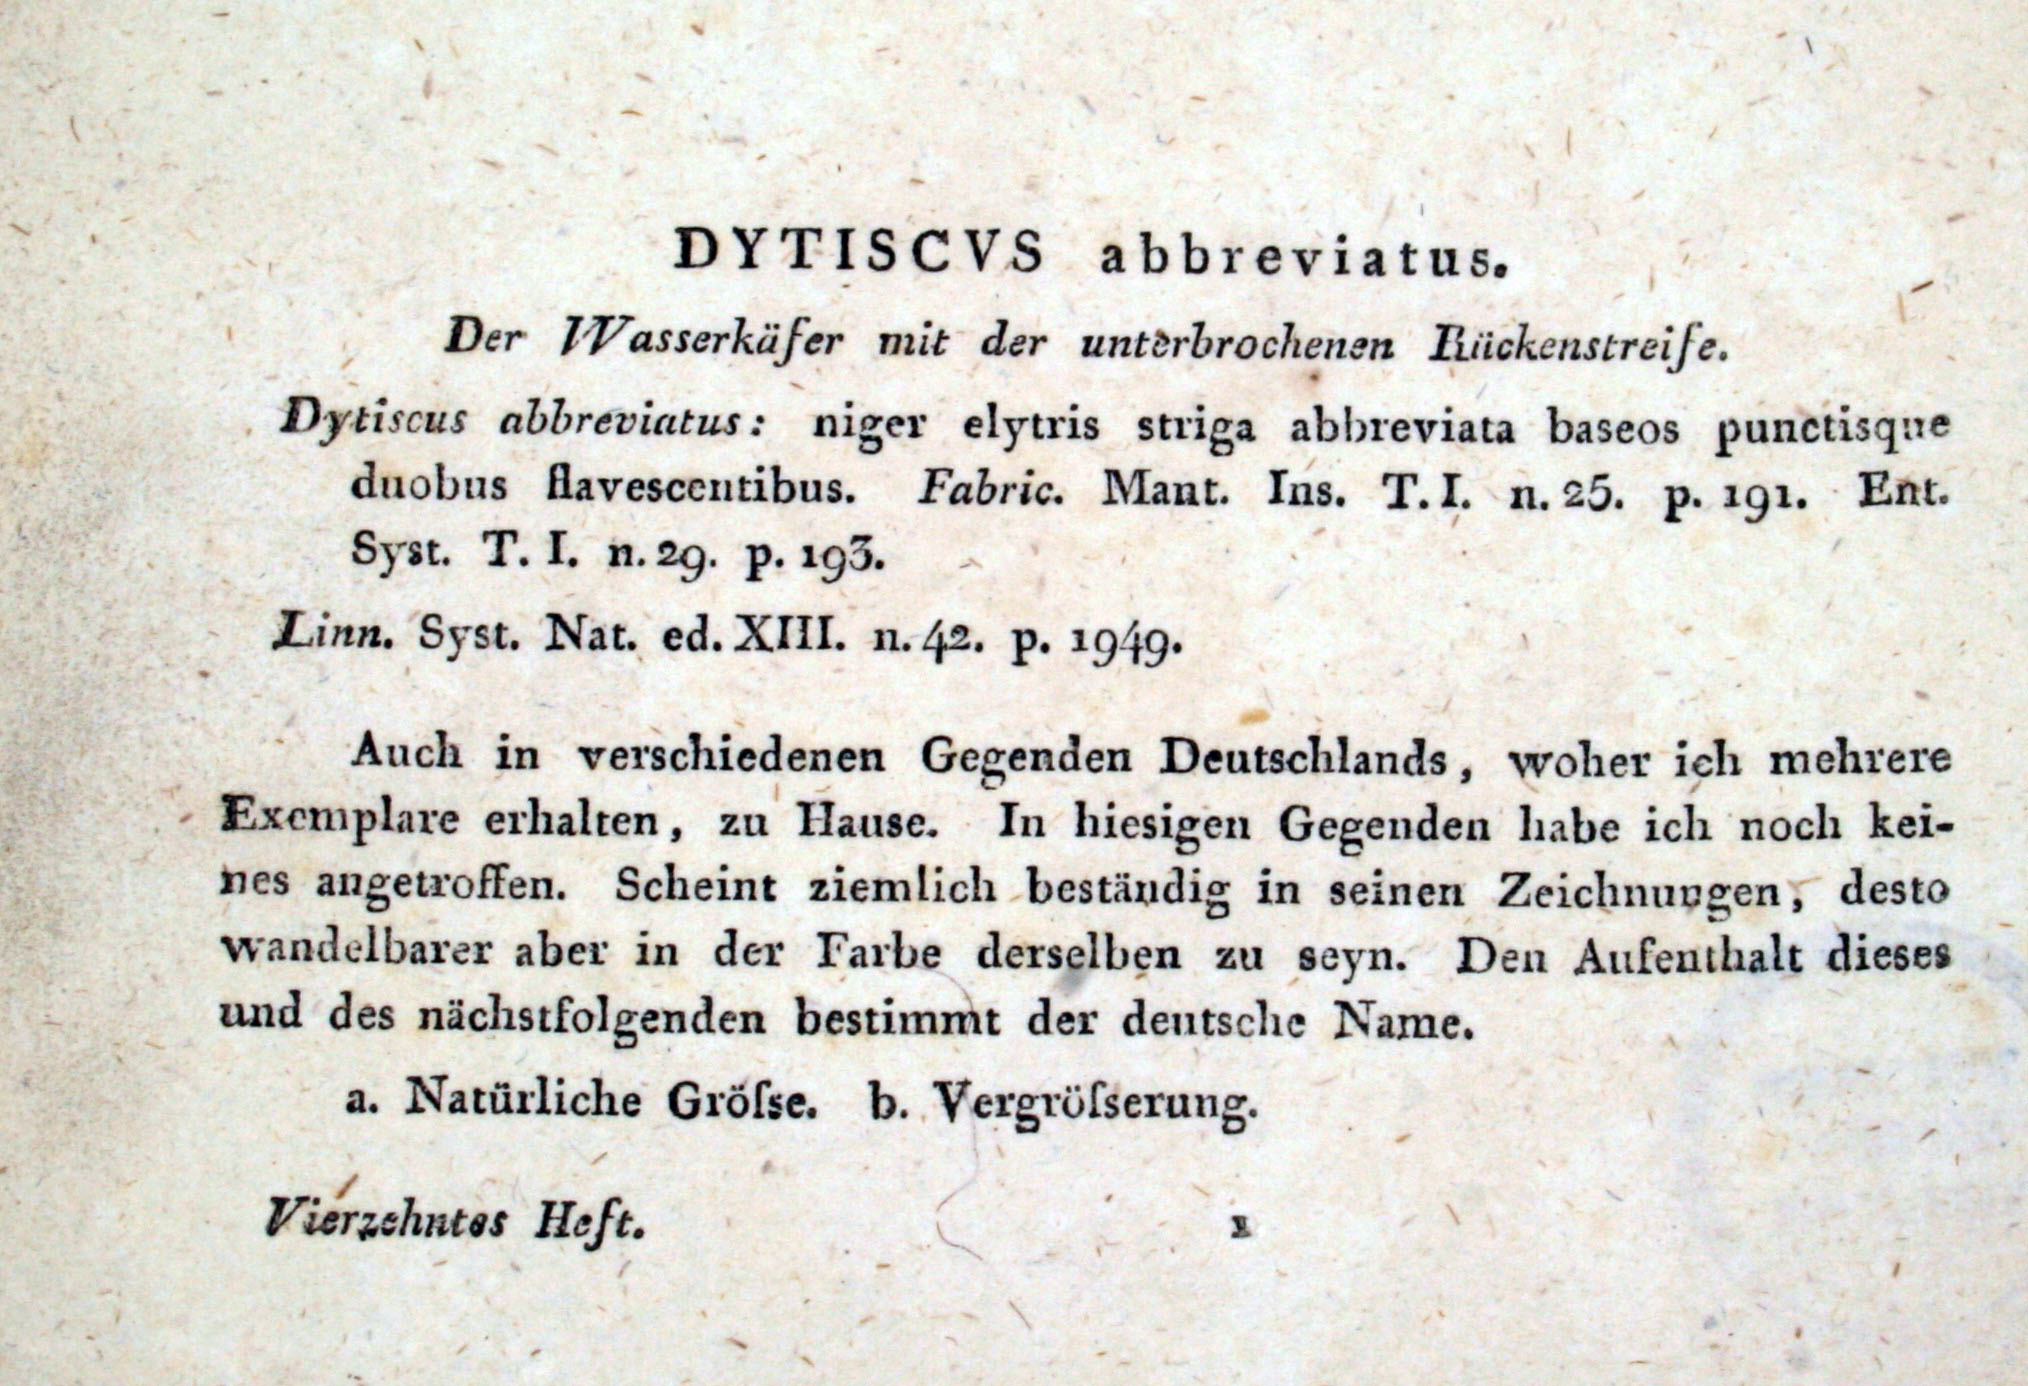 DYTISCVS abbreviatus.
Der Wasserkäfer mit der unterbrochenen Rückenstreife.
Dytiscus abbreviatus: niger elytris striga abbreviata baseos punctisque
duobus flavescentibus. Fabric. Mant. Ins. T. I. n. 25. p. 191. Ent.
Syst. T. I. n. 29. p. 193.
Linn. Syst. Nat. ed. XIII. n. 42. p. 1949.
Auch in verschiedenen Gegenden Deutschlands, woher ich mehrere
Exemplare erhalten, zu Hause. In hiesigen Gegenden habe ich noch kei-
nes angetroffen. Scheint ziemlich beständig in seinen Zeichnungen, desto
wandelbarer aber in der Farbe derselben zu seyn. Den Aufenthalt dieses
und des nächstfolgenden bestimmt der deutsche Name.
a. Natürliche Gröſse. b. Vergröſserung.
Vierzehntes Heft. 1